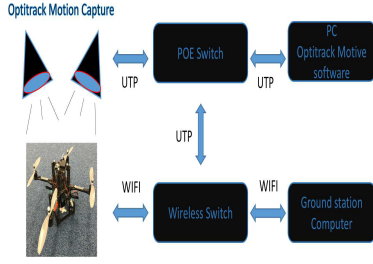 Optitrack Motion Capture
POE Switch
PC
Optitrack Motive
software
UTP
UTP
UTP
WIFI
WIFI
Wireless Switch
Ground station
Computer